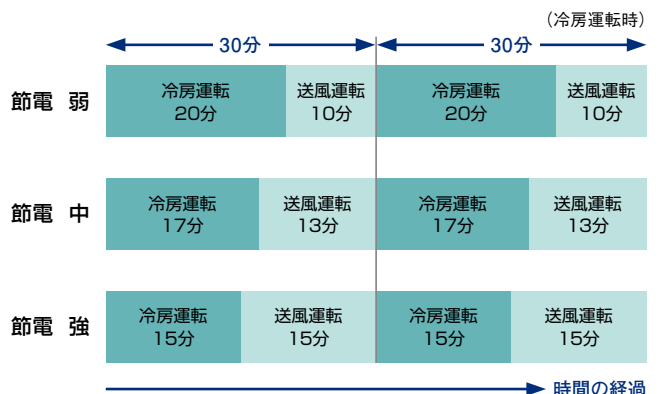 （冷房運転時）
30分 30分
節電 弱
冷房運転 送風運転 冷房運転 送風運転
20分 10分 20分 10分
節電 中
冷房運転 送風運転 冷房運転 送風運転
17分 13分 17分 13分
節電 強
冷房運転 送風運転 冷房運転 送風運転
15分 15分 15分 15分
時間の経過